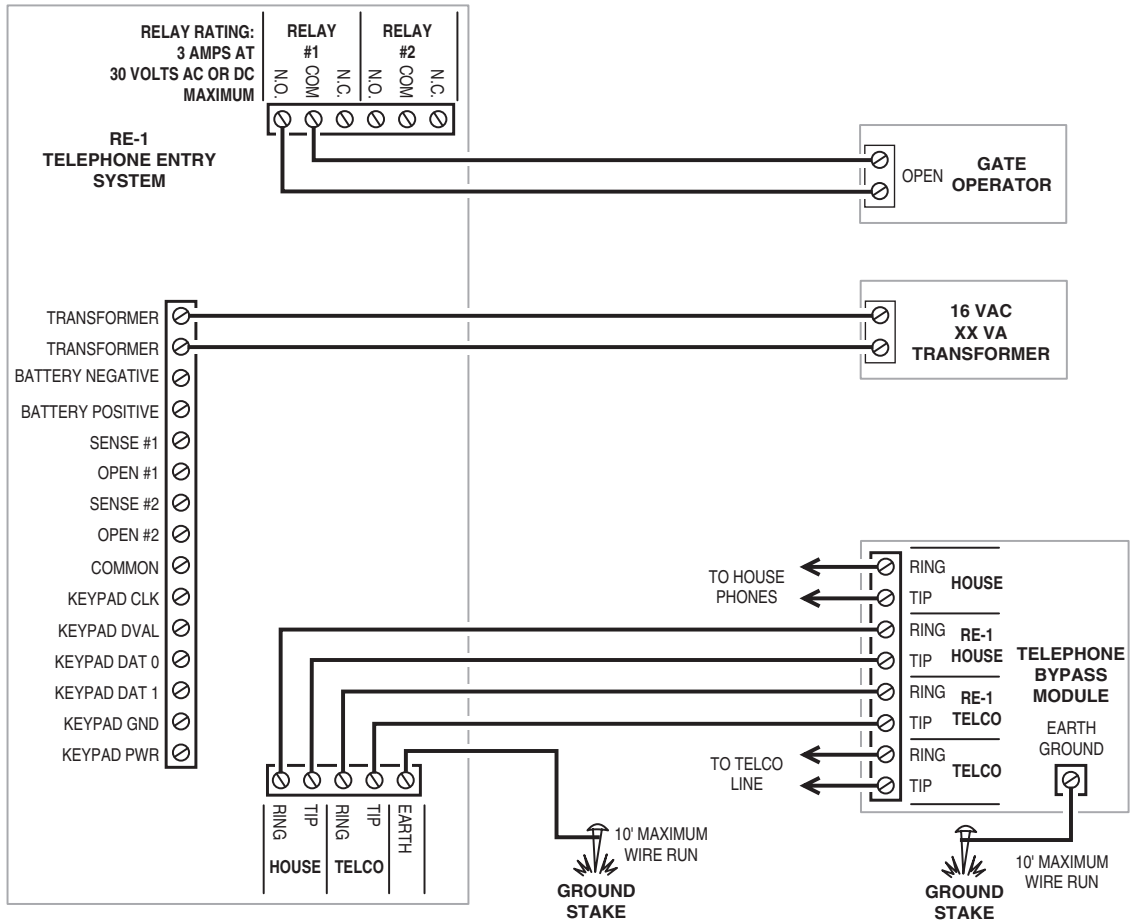 RELAY RATING:
3 AMPS AT
30 VOLTS AC OR DC
MAXIMUM
RELAY
#1
RELAY
#2
N.O.
COM
N.C.
N.O.
COM
N.C.
RE-1
TELEPHONE ENTRY
SYSTEM
OPEN
GATE
OPERATOR
TRANSFORMER
TRANSFORMER
BATTERY NEGATIVE
BATTERY POSITIVE
SENSE #1
OPEN #1
SENSE #2
OPEN #2
COMMON
KEYPAD CLK
KEYPAD DVAL
KEYPAD DAT 0
KEYPAD DAT 1
KEYPAD GND
KEYPAD PWR
16 VAC
XX VA
TRANSFORMER
TO HOUSE
PHONES
RING
TIP
HOUSE
RING
TIP
RE-1
HOUSE
RING
TIP
RE-1
TELCO
RING
TIP
TELCO
TELEPHONE
BYPASS
MODULE
EARTH
GROUND
TO TELCO
LINE
RING
TIP
RING
TIP
EARTH
HOUSE
TELCO
10' MAXIMUM
WIRE RUN
GROUND
STAKE
10' MAXIMUM
WIRE RUN
GROUND
STAKE